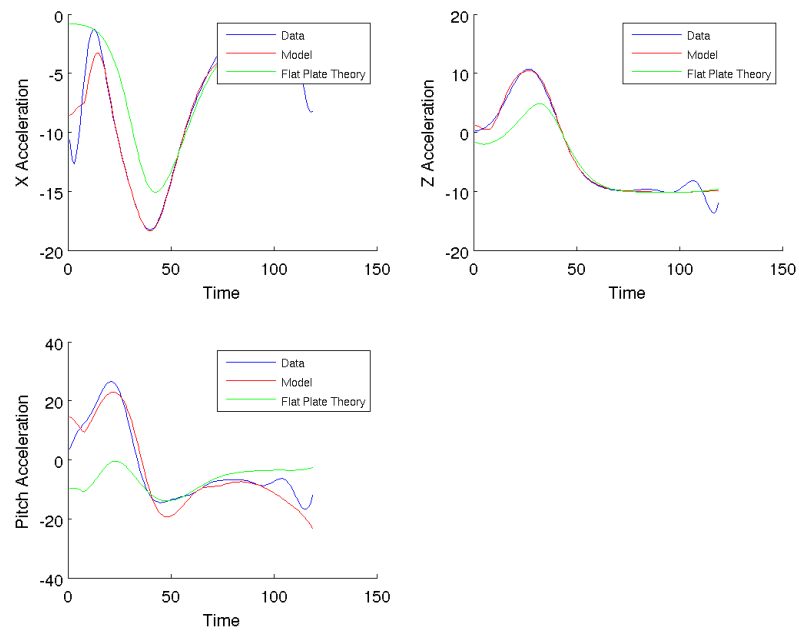 0
-5
-10
-15
-20
0 50 100 150
X Acceleration
Time
Data
Model
Flat Plate Theory
20
10
0
-10
-20
0 50 100 150
Z Acceleration
Time
Data
Model
Flat Plate Theory
40
20
0
-20
-40
0 50 100 150
Pitch Acceleration
Time
Data
Model
Flat Plate Theory